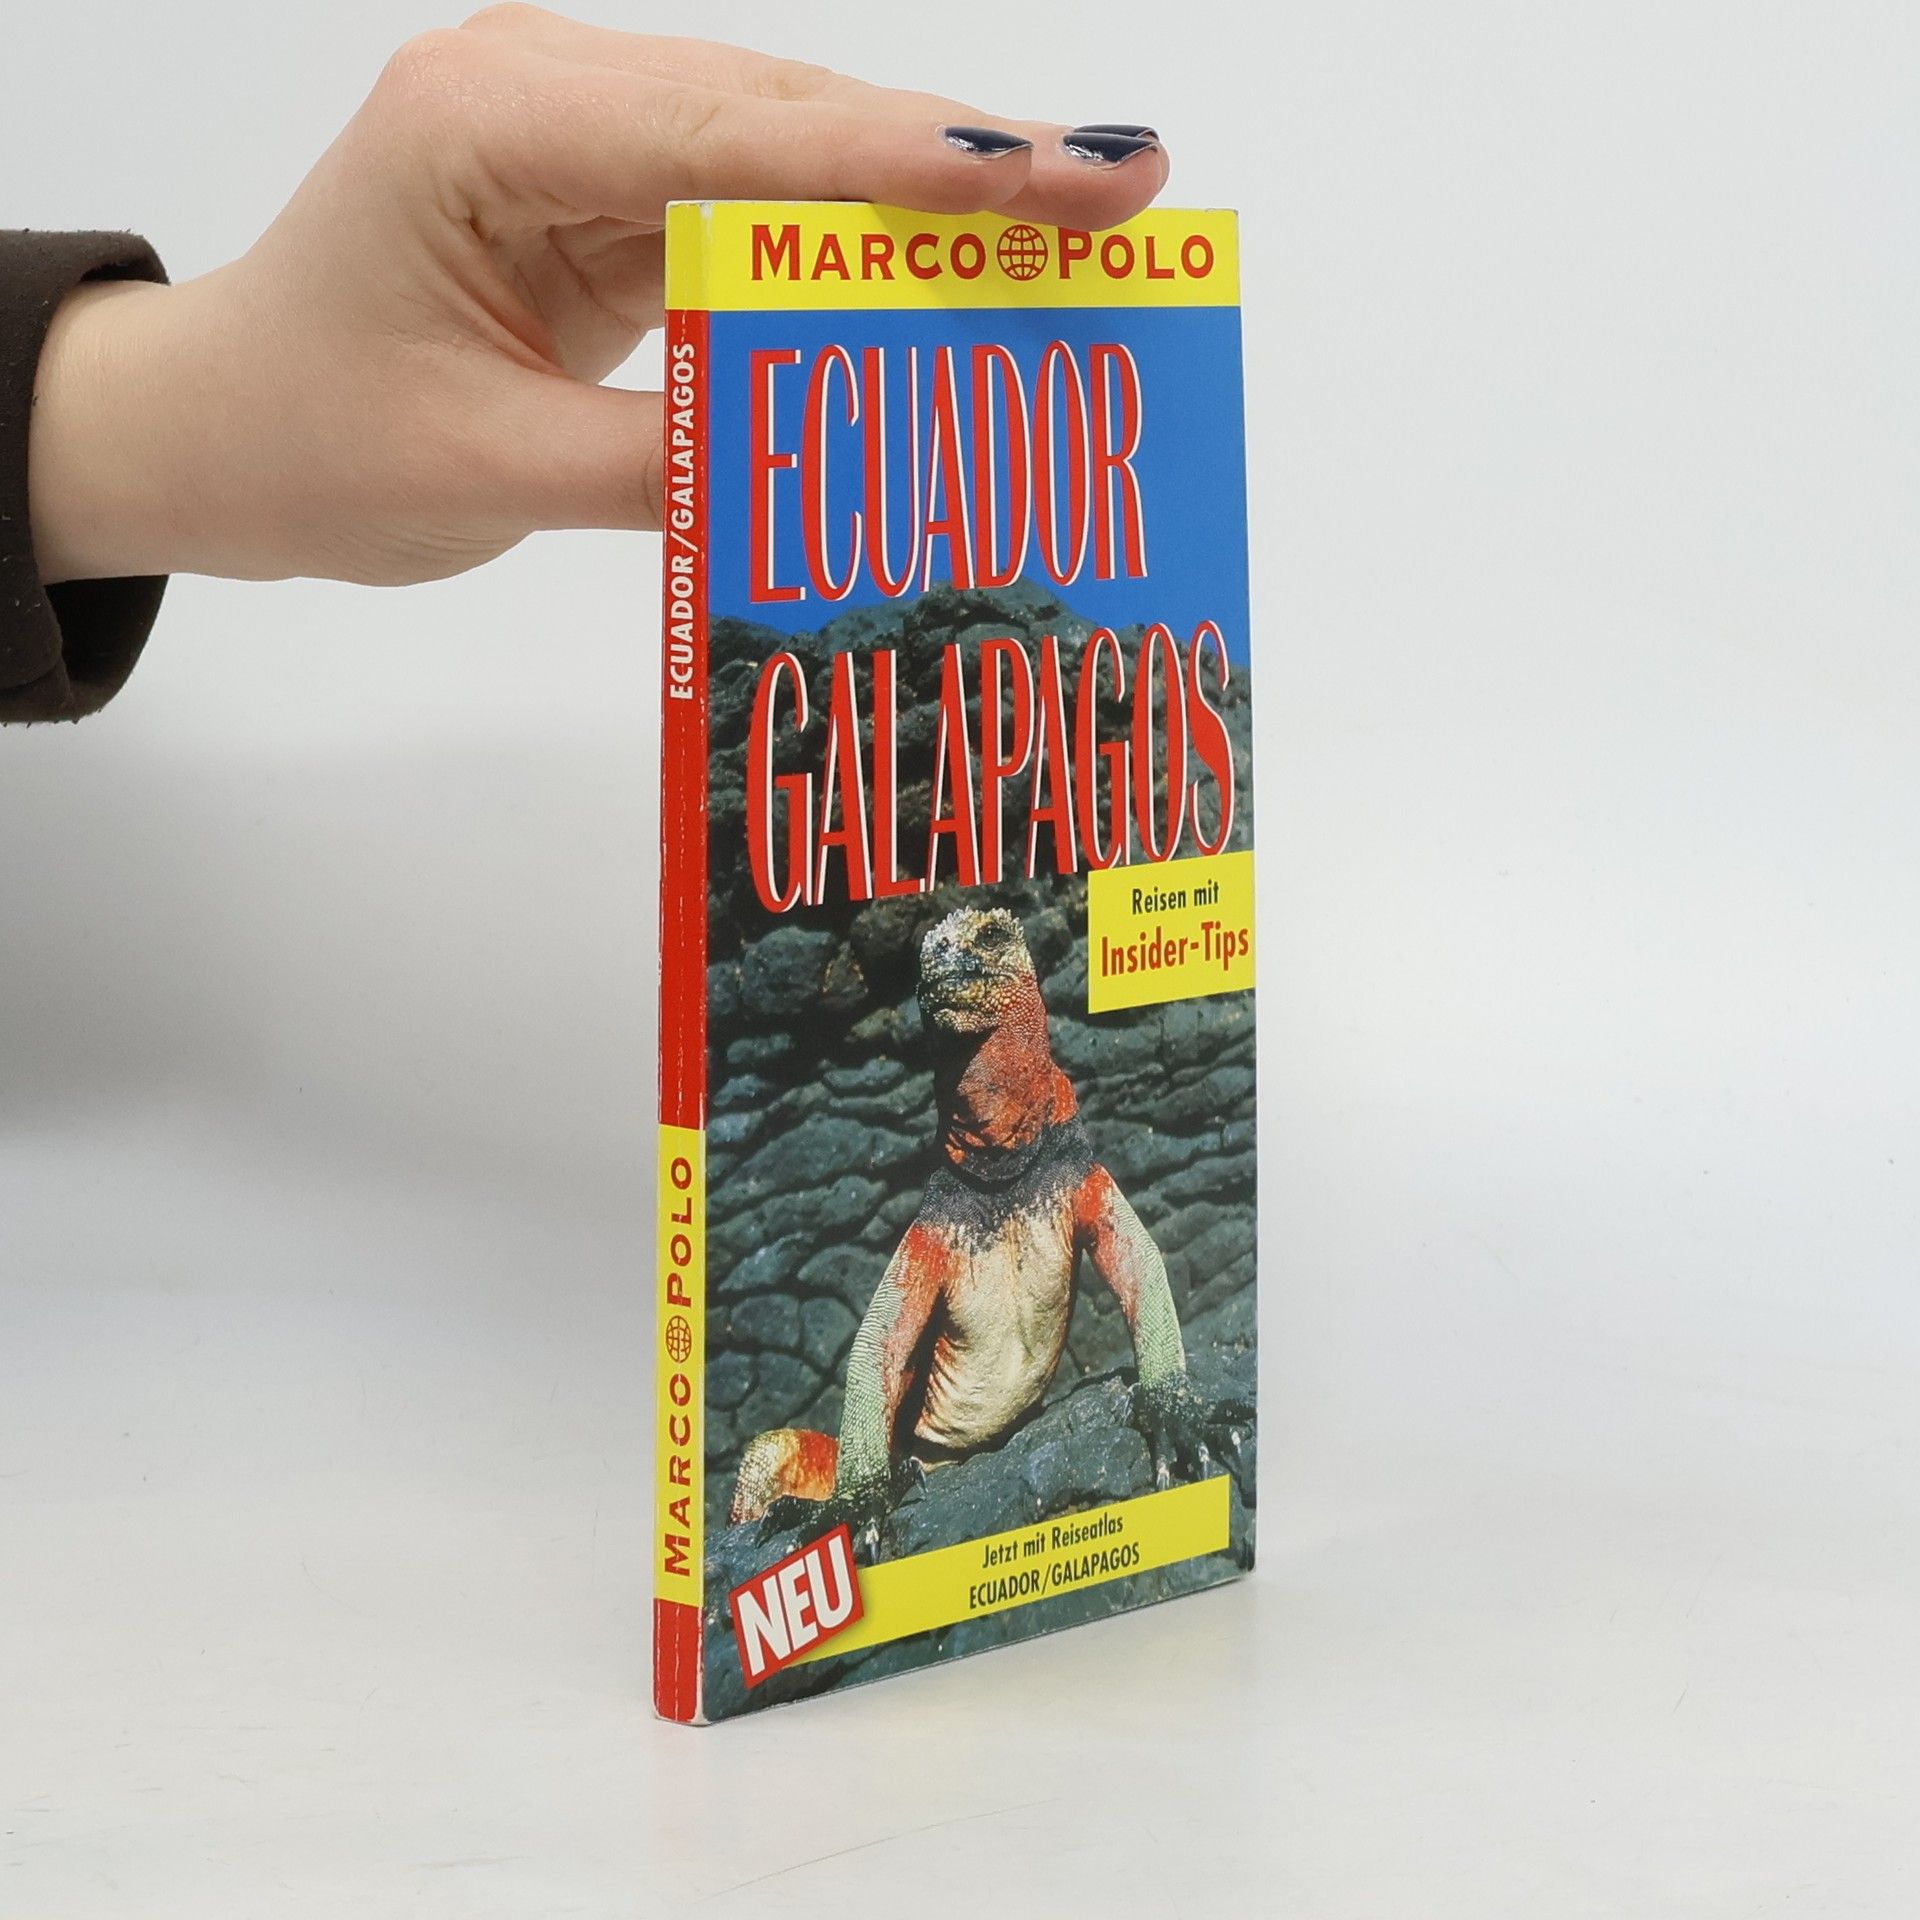 MARCO POLO
ECUADOR
GALAPAGOS
Reisen mit
Insider-Tips
NEU
Jetzt mit Reiseatlas
ECUADOR/GALAPAGOS
ECUADOR/GALAPAGOS
MARCO POLO